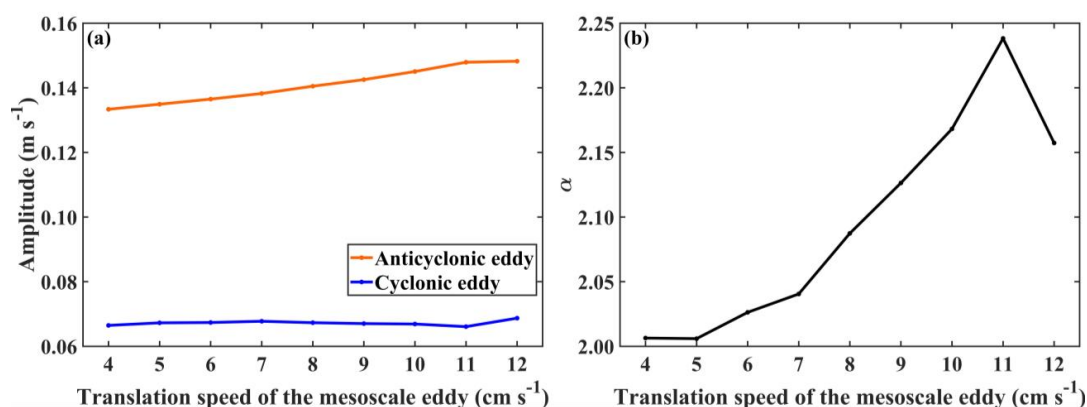 (a)
Amplitude (m s⁻¹)
0.16
0.14
0.12
0.10
0.08
0.06
Anticyclonic eddy
Cyclonic eddy
4 5 6 7 8 9 10 11 12
Translation speed of the mesoscale eddy (cm s⁻¹)
(b)
α
2.25
2.20
2.15
2.10
2.05
2.00
4 5 6 7 8 9 10 11 12
Translation speed of the mesoscale eddy (cm s⁻¹)